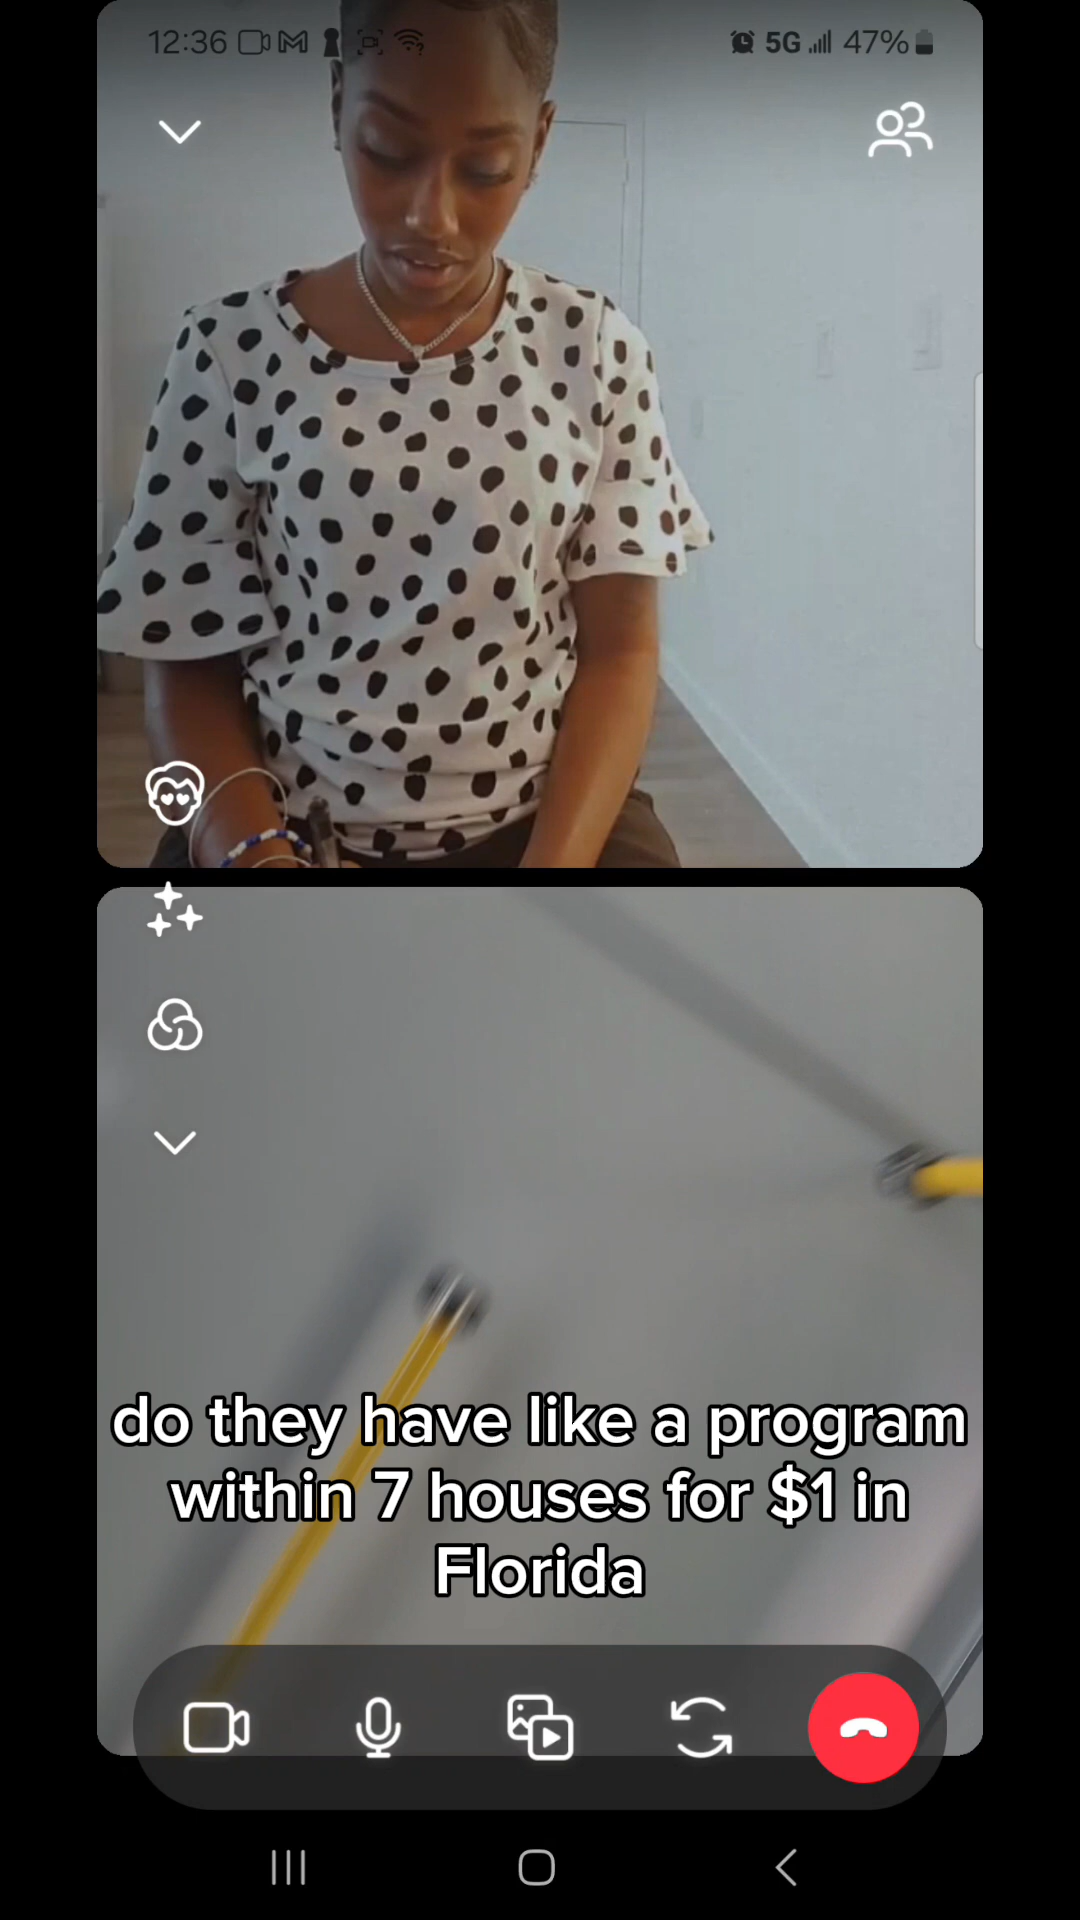 12:36
5G 47%
do they have like a program
within 7 houses for $1 in
Florida